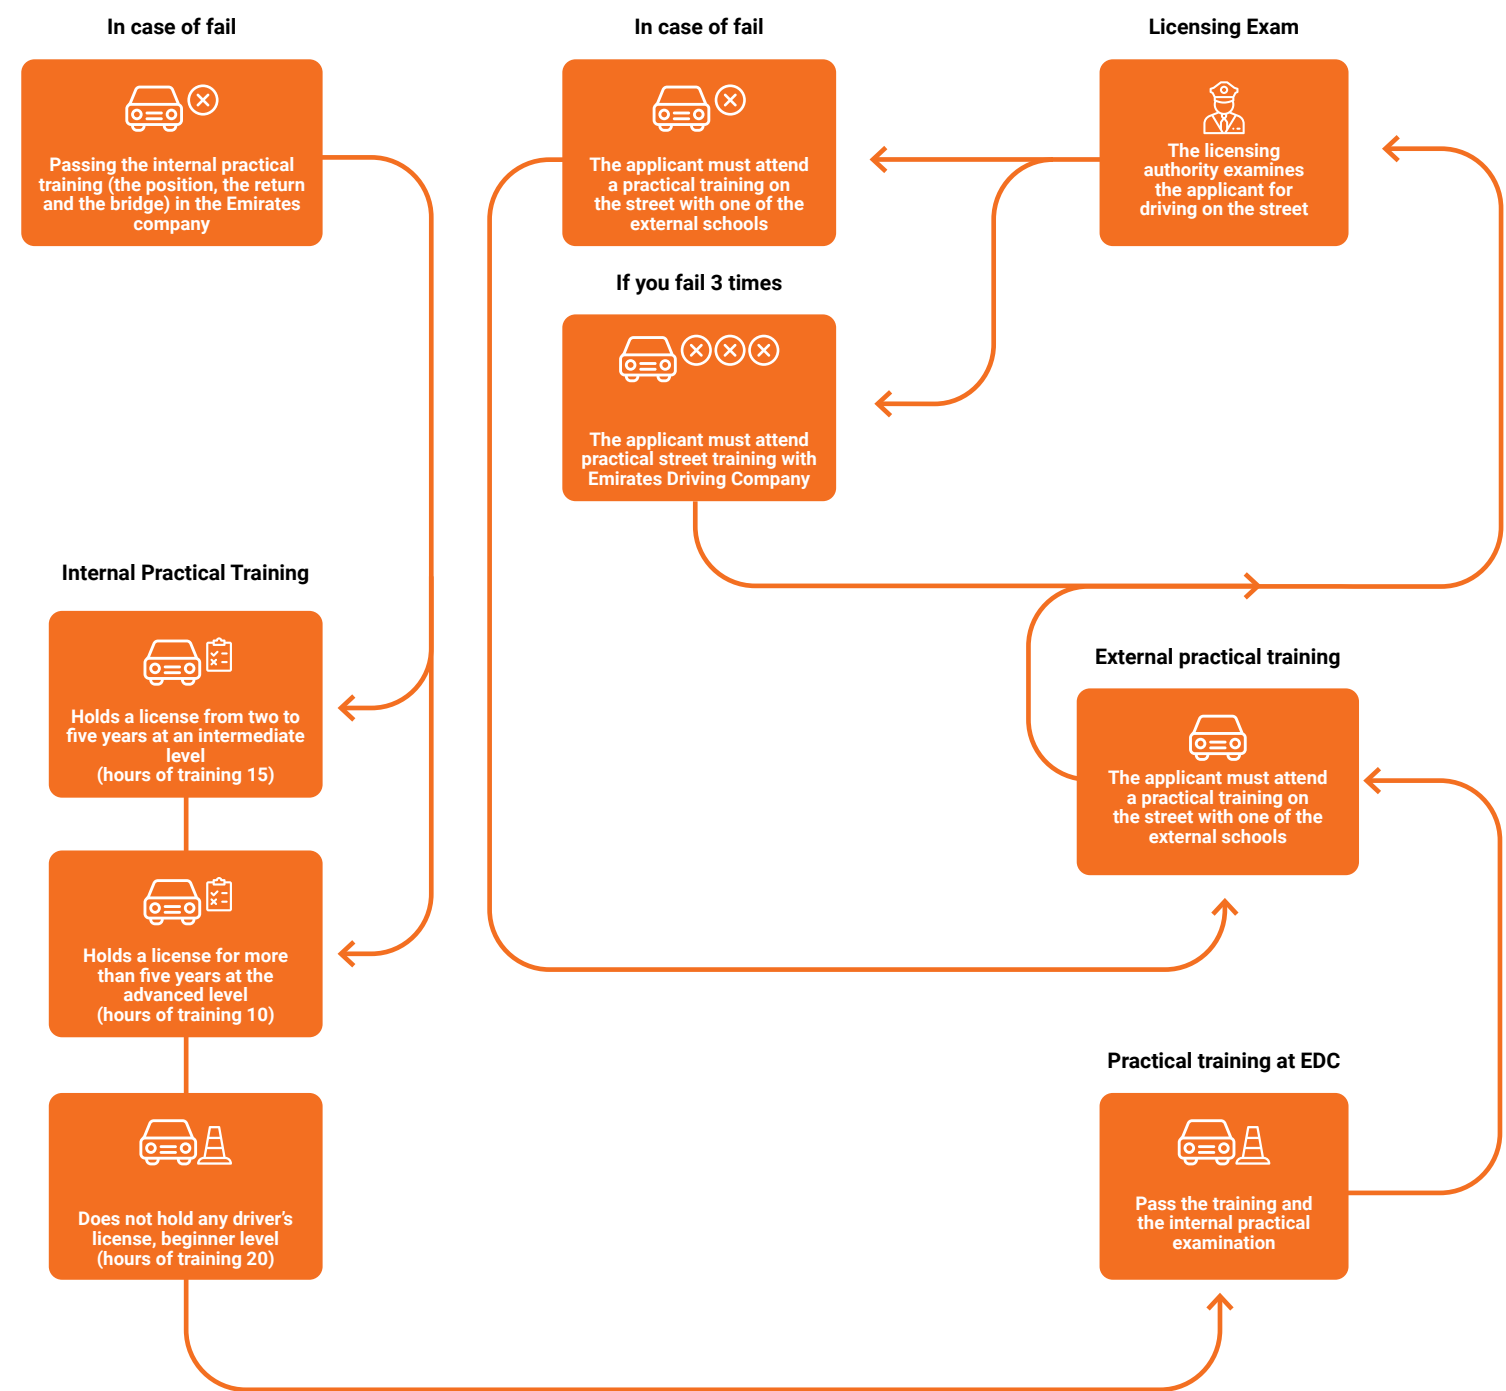 In case of fail
Passing the internal practical
training (the position, the return
and the bridge) in the Emirates
company
In case of fail
The applicant must attend
a practical training on
the street with one of the
external schools
Licensing Exam
The licensing
authority examines
the applicant for
driving on the street
If you fail 3 times
The applicant must attend
practical street training with
Emirates Driving Company
Internal Practical Training
Holds a license from two to
five years at an intermediate
level
(hours of training 15)
Holds a license for more
than five years at the
advanced level
(hours of training 10)
Does not hold any driver’s
license, beginner level
(hours of training 20)
External practical training
The applicant must attend
a practical training on
the street with one of the
external schools
Practical training at EDC
Pass the training and
the internal practical
examination